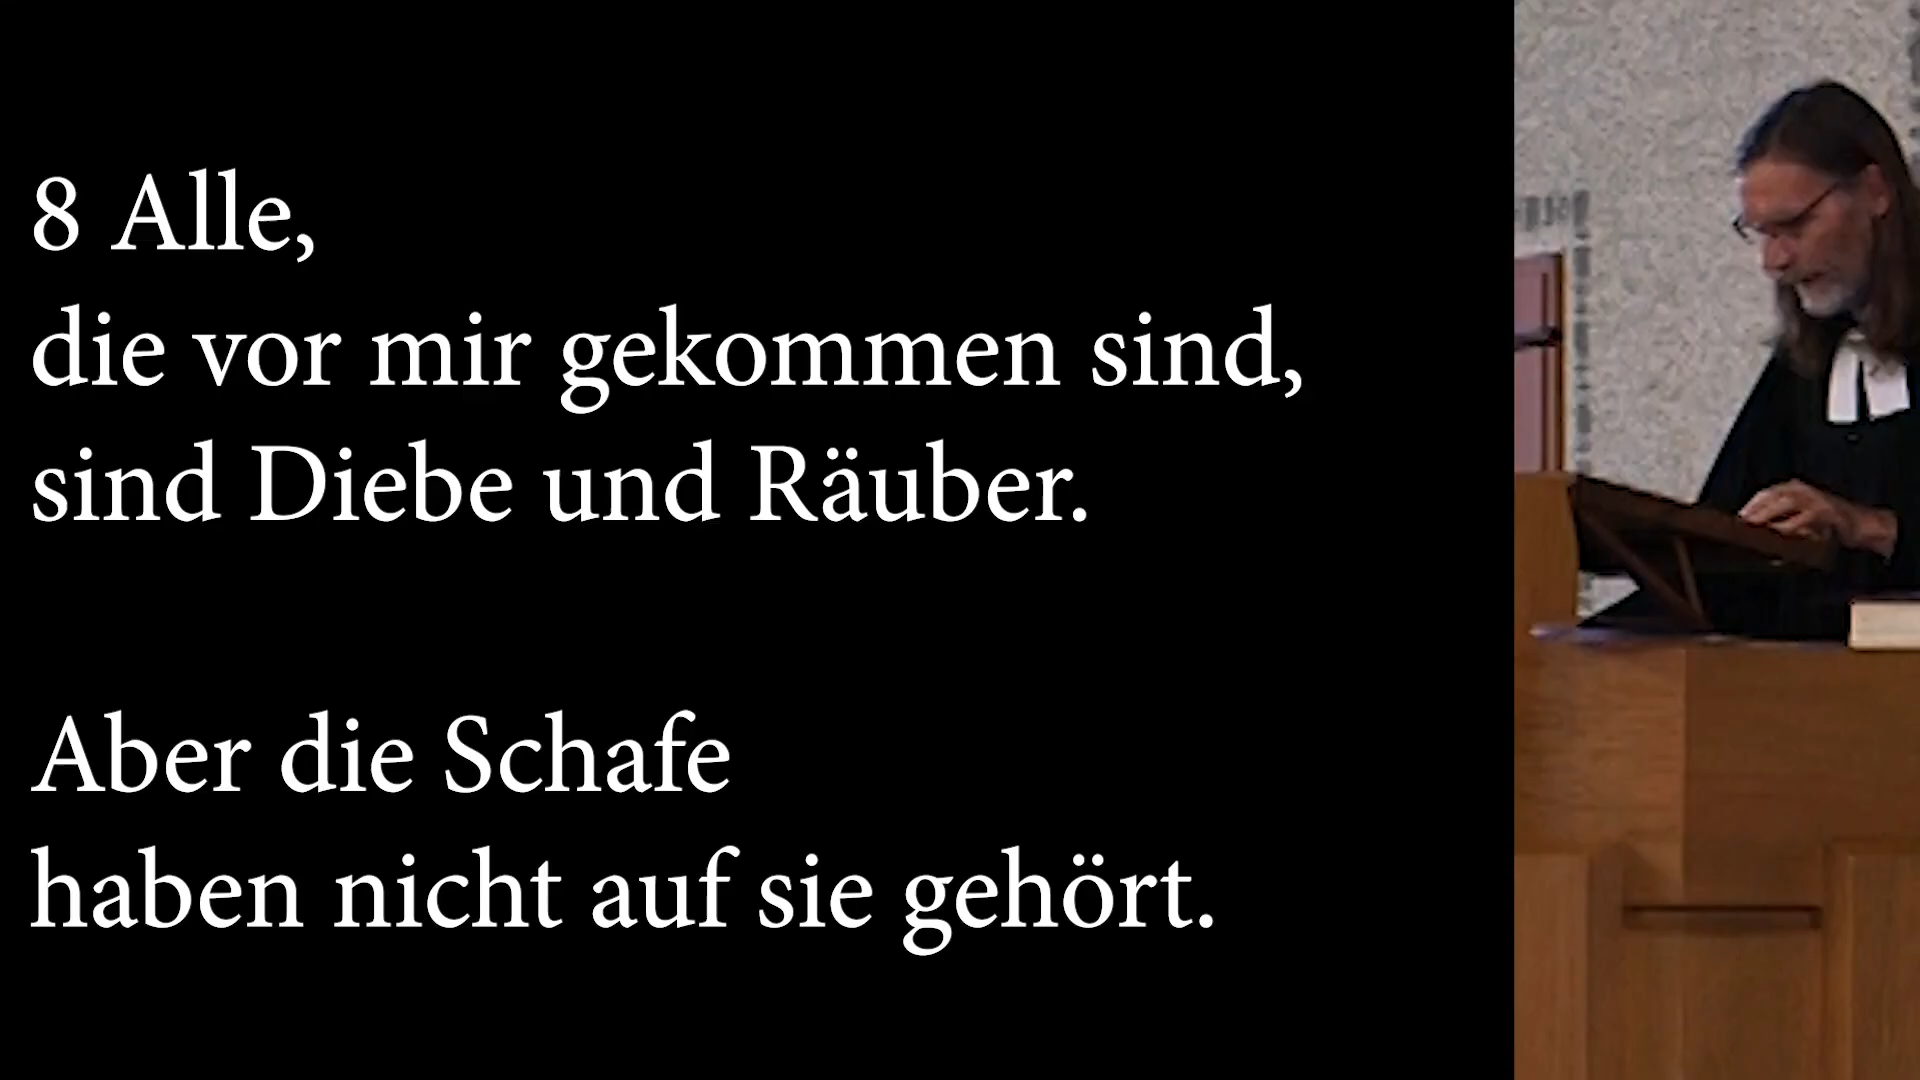 8 Alle,
die vor mir gekommen sind,
sind Diebe und Räuber.
Aber die Schafe
haben nicht auf sie gehört.